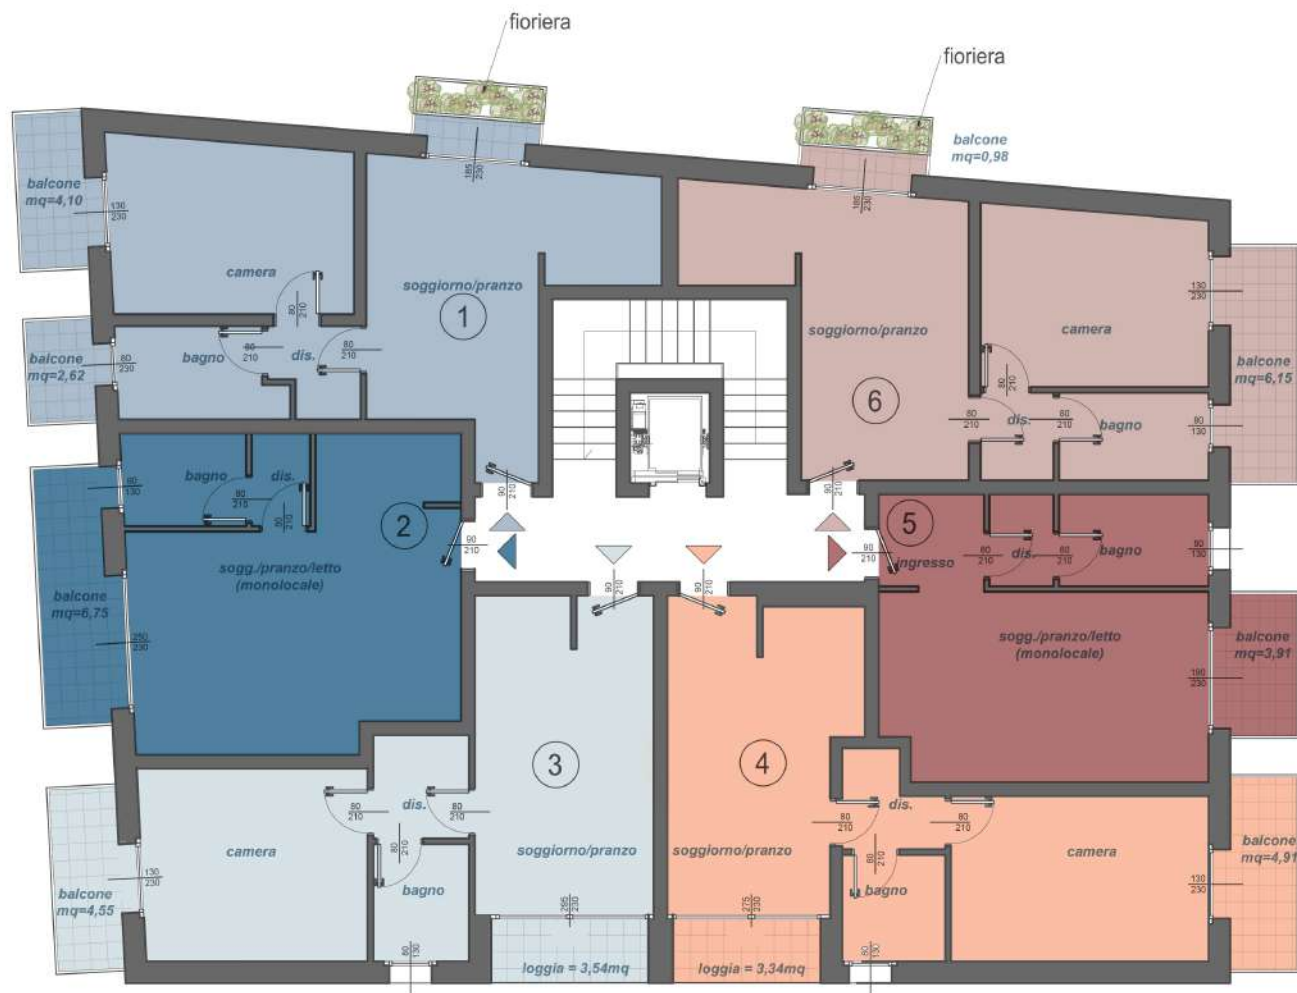 fioriera
fioriera
balcone
mq=0,98
185
230
185
230
balcone
mq=4,10
130
230
camera
soggiorno/pranzo
1
80
210
80
210
80
210
bagno
dis.
balcone
mq=2,62
80
230
soggiorno/pranzo
6
camera
130
230
balcone
mq=6,15
80
210
80
210
80
210
dis.
bagno
80
130
90
210
90
210
bagno
dis.
80
130
80
210
80
210
2
sogg./pranzo/letto
(monolocale)
90
210
balcone
mq=6,75
250
230
90
210
90
210
90
210
5
ingresso
80
210
dis.
80
210
bagno
80
130
sogg./pranzo/letto
(monolocale)
balcone
mq=3,91
190
230
3
soggiorno/pranzo
dis.
80
210
80
210
80
210
camera
130
230
balcone
mq=4,55
bagno
80
130
265
230
loggia = 3,54mq
4
soggiorno/pranzo
275
230
loggia = 3,34mq
dis.
80
210
80
210
80
210
bagno
80
130
camera
130
230
balcone
mq=4,91